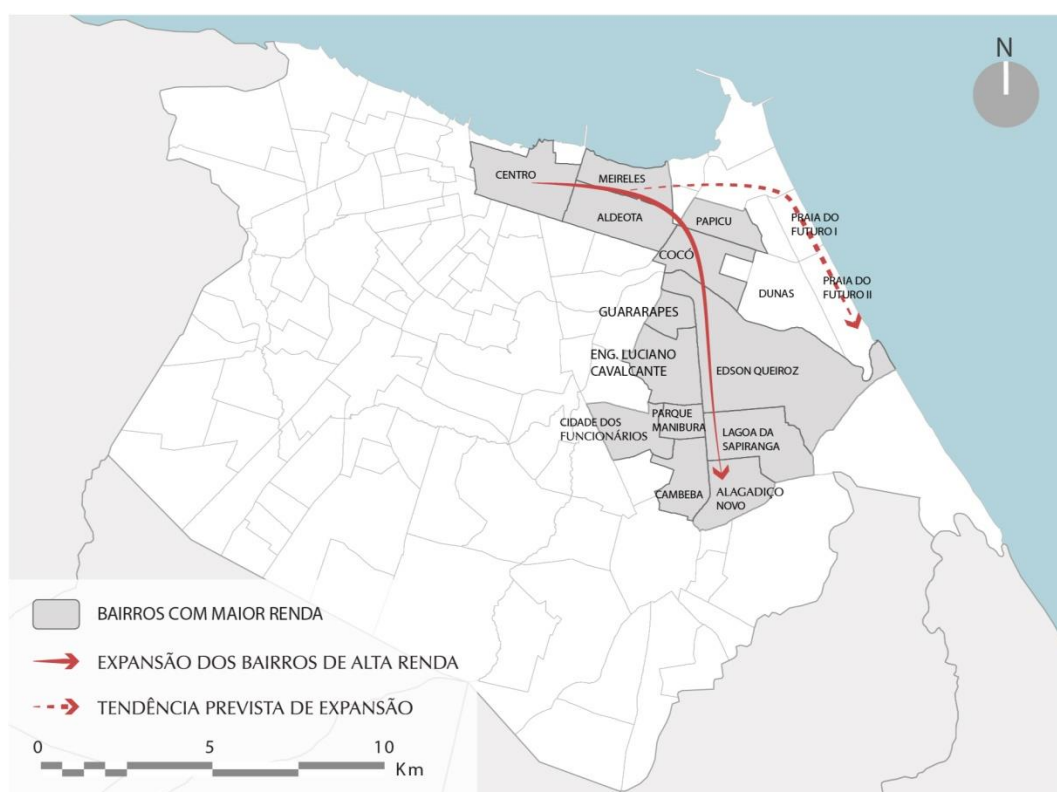 N
CENTRO
MEIRELES
ALDEOTA
PAPICU
PRAIA DO
FUTURO I
COCÓ
PRAIA DO
FUTURO II
DUNAS
GUARARAPES
ENG. LUCIANO
CAVALCANTE
EDSON QUEIROZ
CIDADE DOS
FUNCIONÁRIOS
PARQUE
MANIBURA
LAGOA DA
SAPIRANGA
CAMBEBA
ALAGADIÇO
NOVO
BAIRROS COM MAIOR RENDA
EXPANSÃO DOS BAIRROS DE ALTA RENDA
TENDÊNCIA PREVISTA DE EXPANSÃO
0 5 10
Km